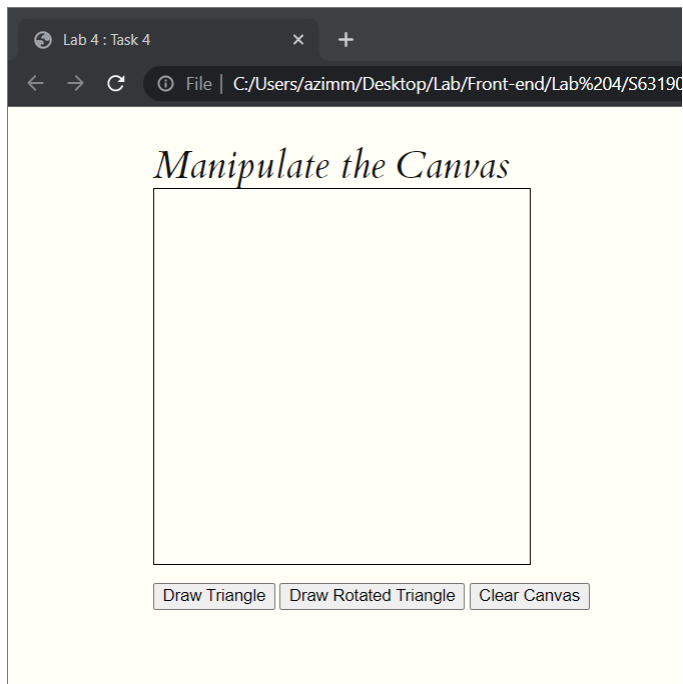 Lab 4 : Task 4
File | C:/Users/azimm/Desktop/Lab/Front-end/Lab%204/S63190
Manipulate the Canvas
Draw Triangle Draw Rotated Triangle Clear Canvas